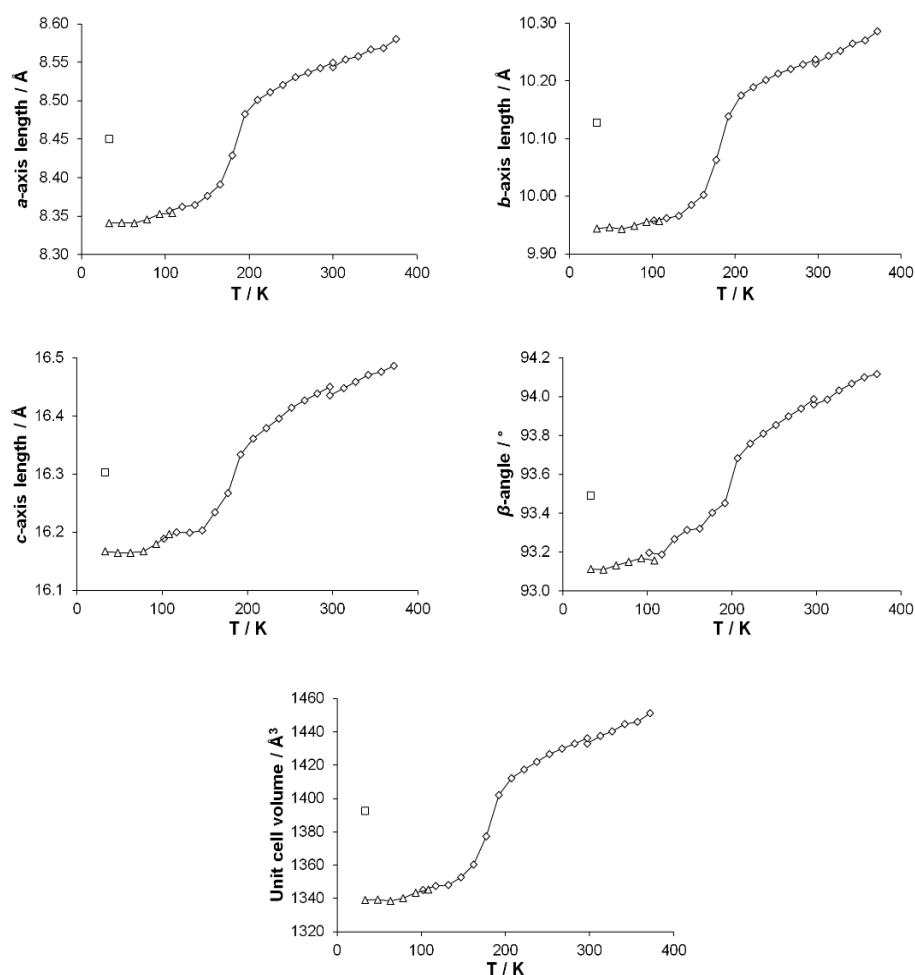 8.60
8.55
8.50
8.45
8.40
8.35
8.30
a-axis length / Å
0 100 200 300 400
T / K
10.30
10.20
10.10
10.00
9.90
b-axis length / Å
0 100 200 300 400
T / K
16.5
16.4
16.3
16.2
16.1
c-axis length / Å
0 100 200 300 400
T / K
94.2
94.0
93.8
93.6
93.4
93.2
93.0
β-angle / °
0 100 200 300 400
T / K
1460
1440
1420
1400
1380
1360
1340
1320
Unit cell volume / Å³
0 100 200 300 400
T / K